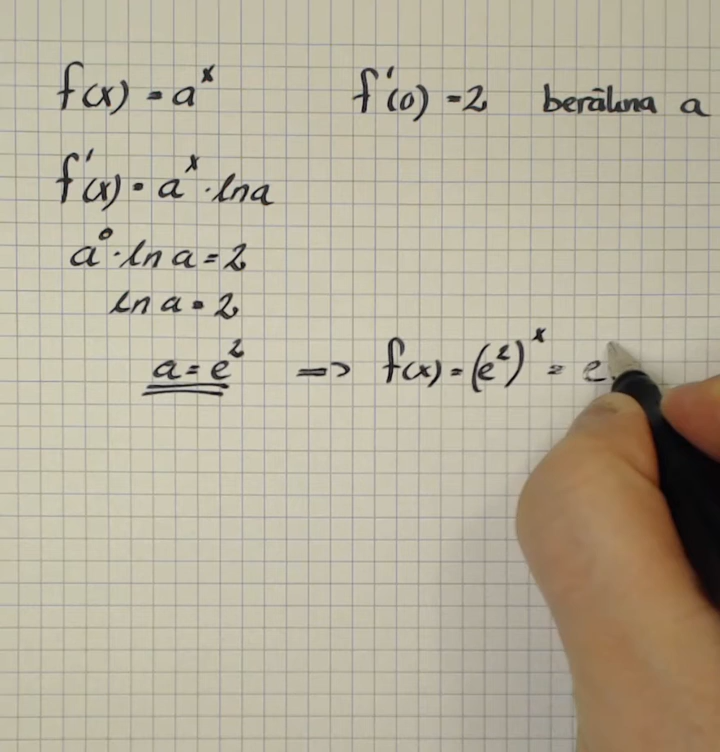 f(x) = a^x f'(0) = 2 beräkna a
f'(x) = a^x · ln a
a^0 · ln a = 2
ln a = 2
a = e^2 => f(x) = (e^2)^x = e